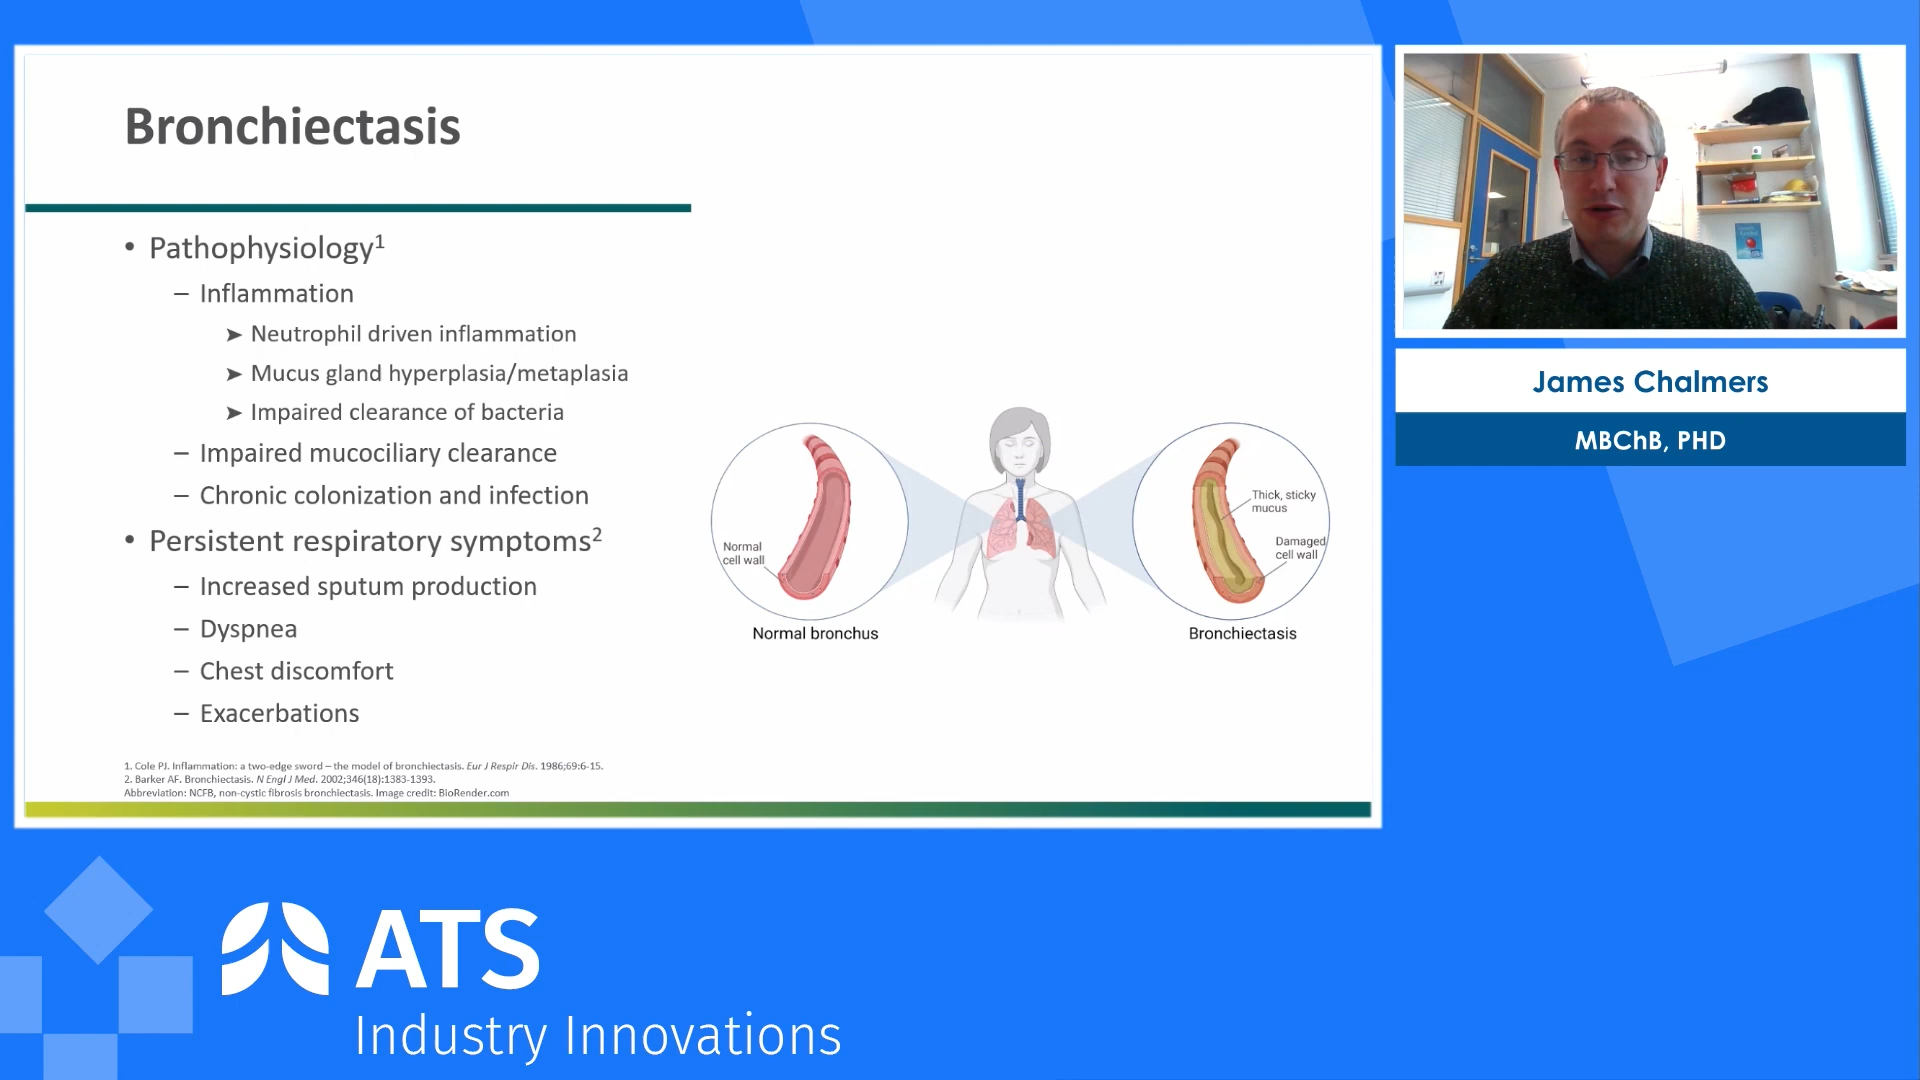 Bronchiectasis
• Pathophysiology1
– Inflammation
➤ Neutrophil driven inflammation
➤ Mucus gland hyperplasia/metaplasia
➤ Impaired clearance of bacteria
– Impaired mucociliary clearance
– Chronic colonization and infection
• Persistent respiratory symptoms2
– Increased sputum production
– Dyspnea
– Chest discomfort
– Exacerbations
Normal
cell wall
Normal bronchus
Thick, sticky
mucus
Damaged
cell wall
Bronchiectasis
1. Cole PJ. Inflammation: a two-edge sword – the model of bronchiectasis. Eur J Respir Dis. 1986;69:6-15.
2. Barker AF. Bronchiectasis. N Engl J Med. 2002;346(18):1383-1393.
Abbreviation: NCFB, non-cystic fibrosis bronchiectasis. Image credit: BioRender.com
James Chalmers
MBChB, PHD
ATS
Industry Innovations